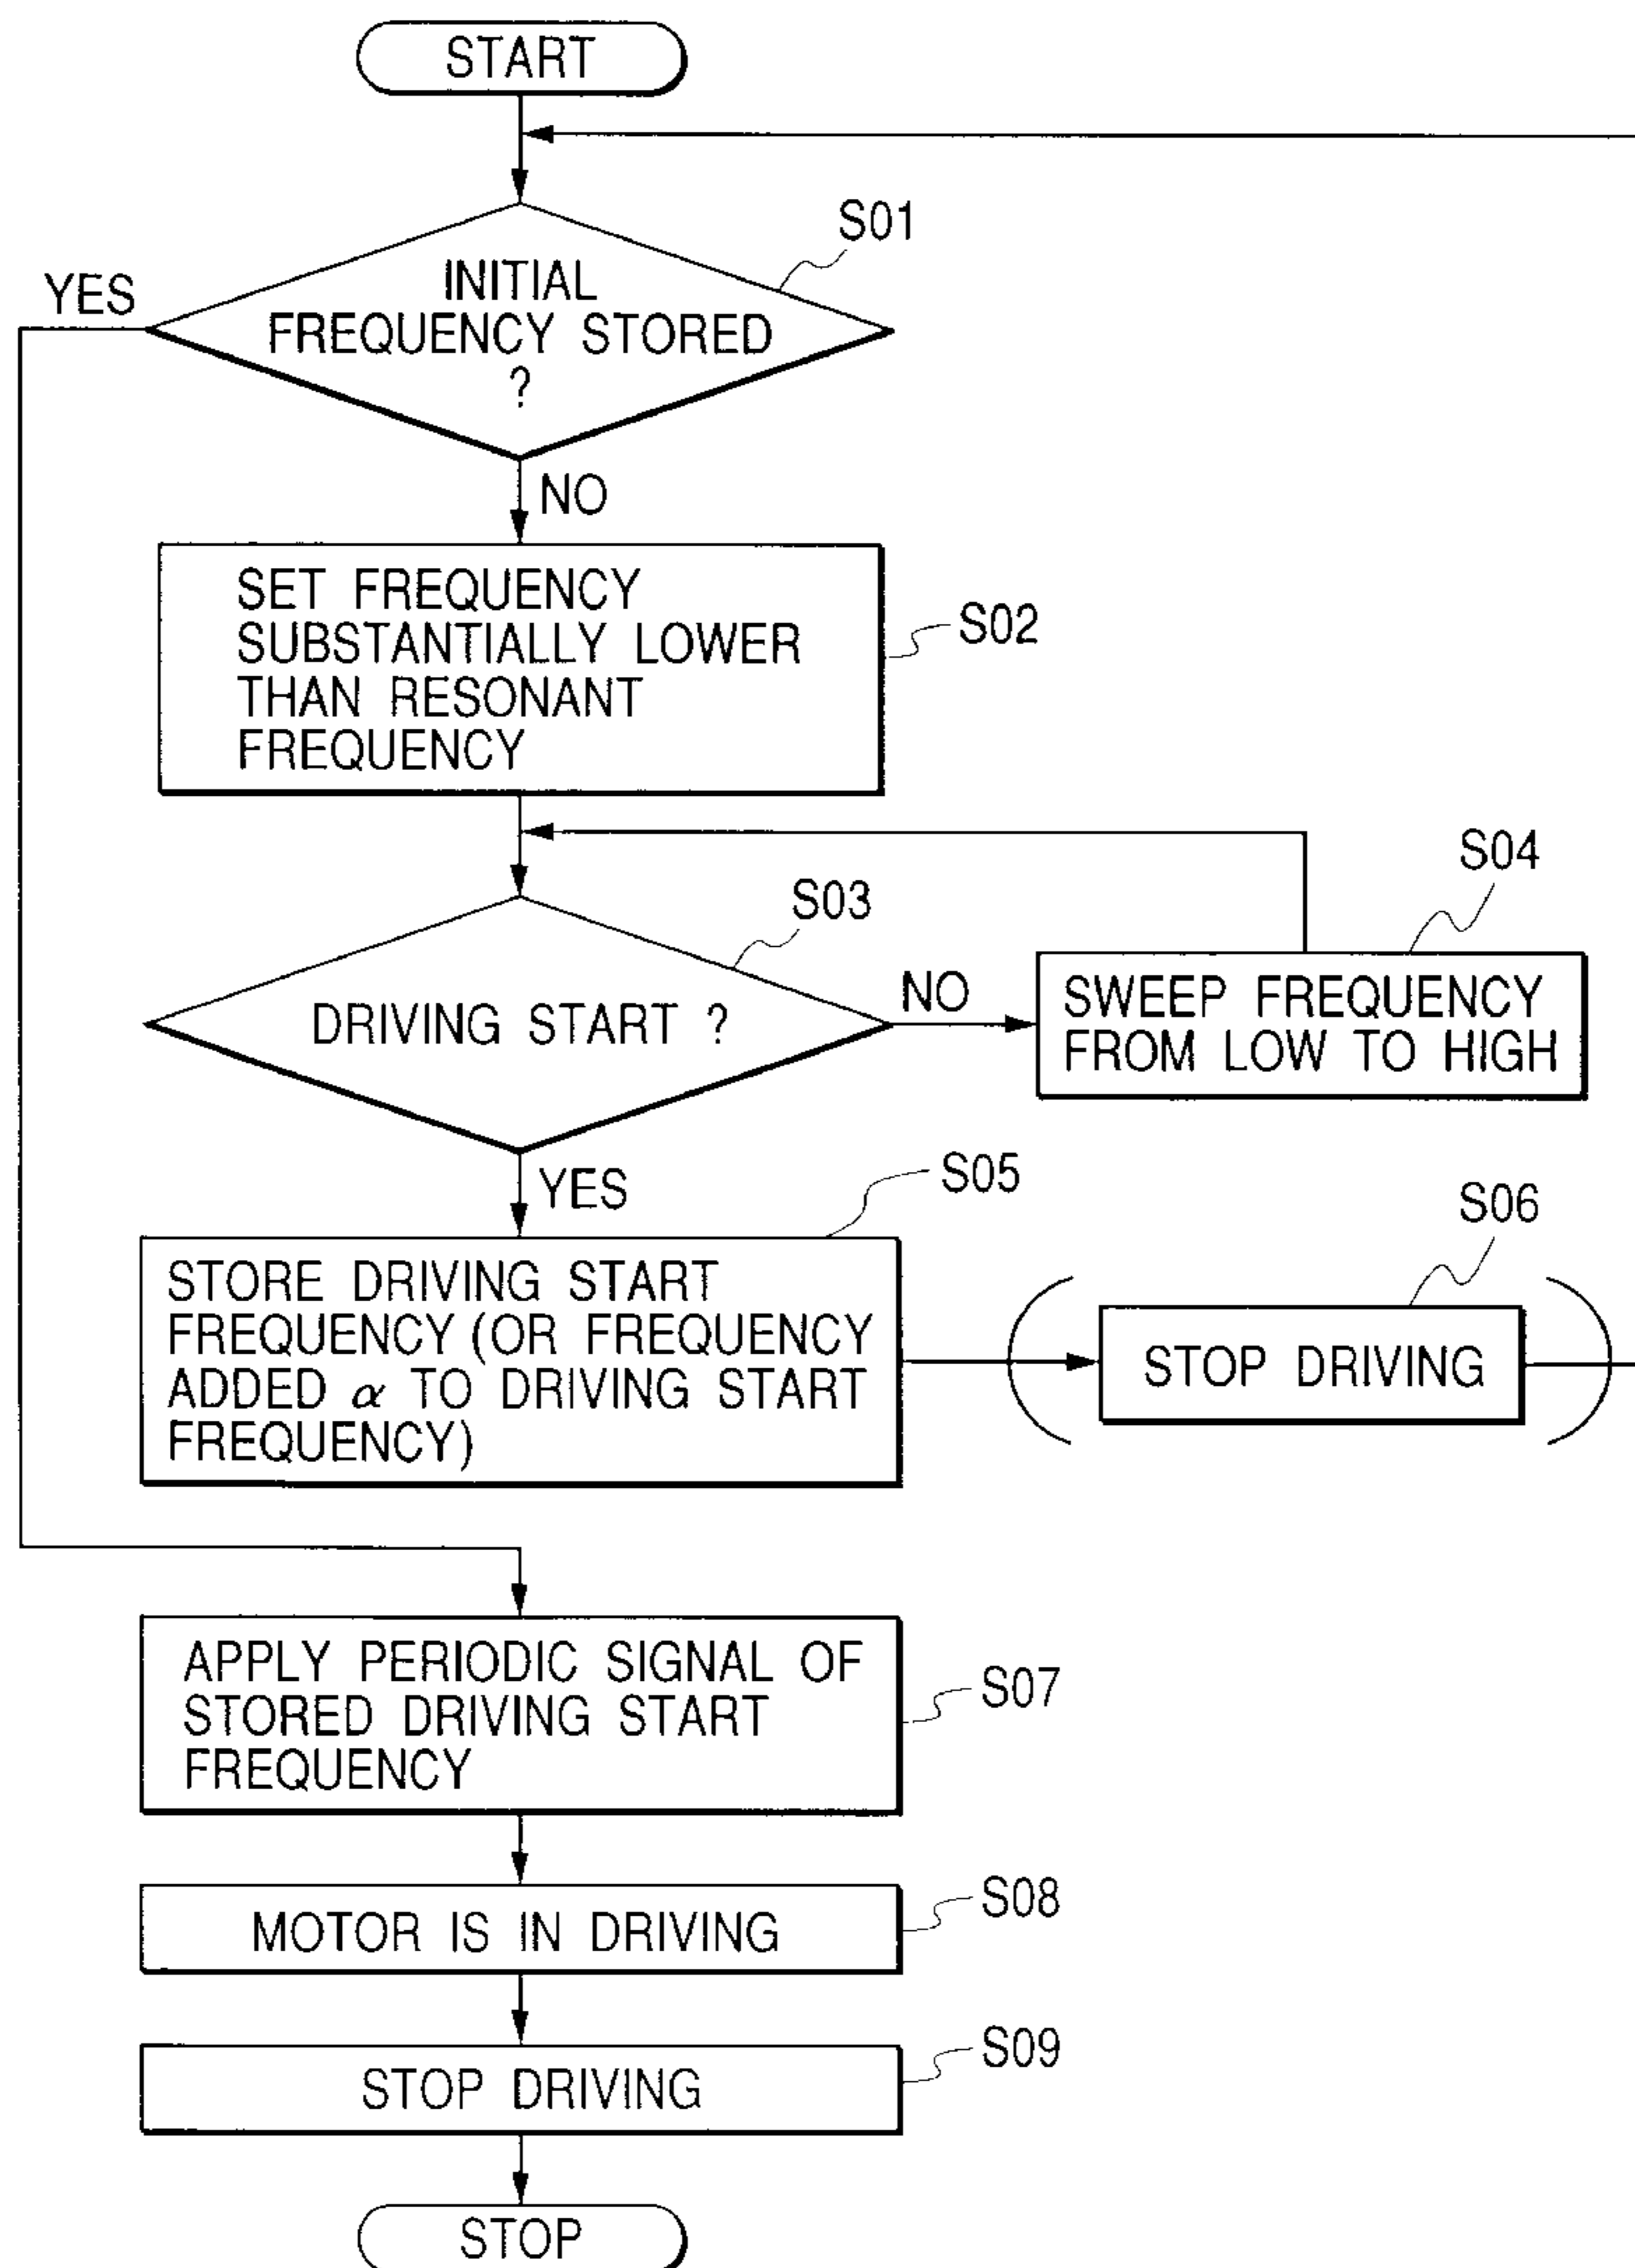 START
S01
YES
INITIAL
FREQUENCY STORED
?
NO
SET FREQUENCY
SUBSTANTIALLY LOWER
THAN RESONANT
FREQUENCY
S02
S03
S04
DRIVING START ?
NO
SWEEP FREQUENCY
FROM LOW TO HIGH
YES
S05
S06
STORE DRIVING START
FREQUENCY (OR FREQUENCY
ADDED α TO DRIVING START
FREQUENCY)
STOP DRIVING
APPLY PERIODIC SIGNAL OF
STORED DRIVING START
FREQUENCY
S07
MOTOR IS IN DRIVING
S08
STOP DRIVING
S09
STOP